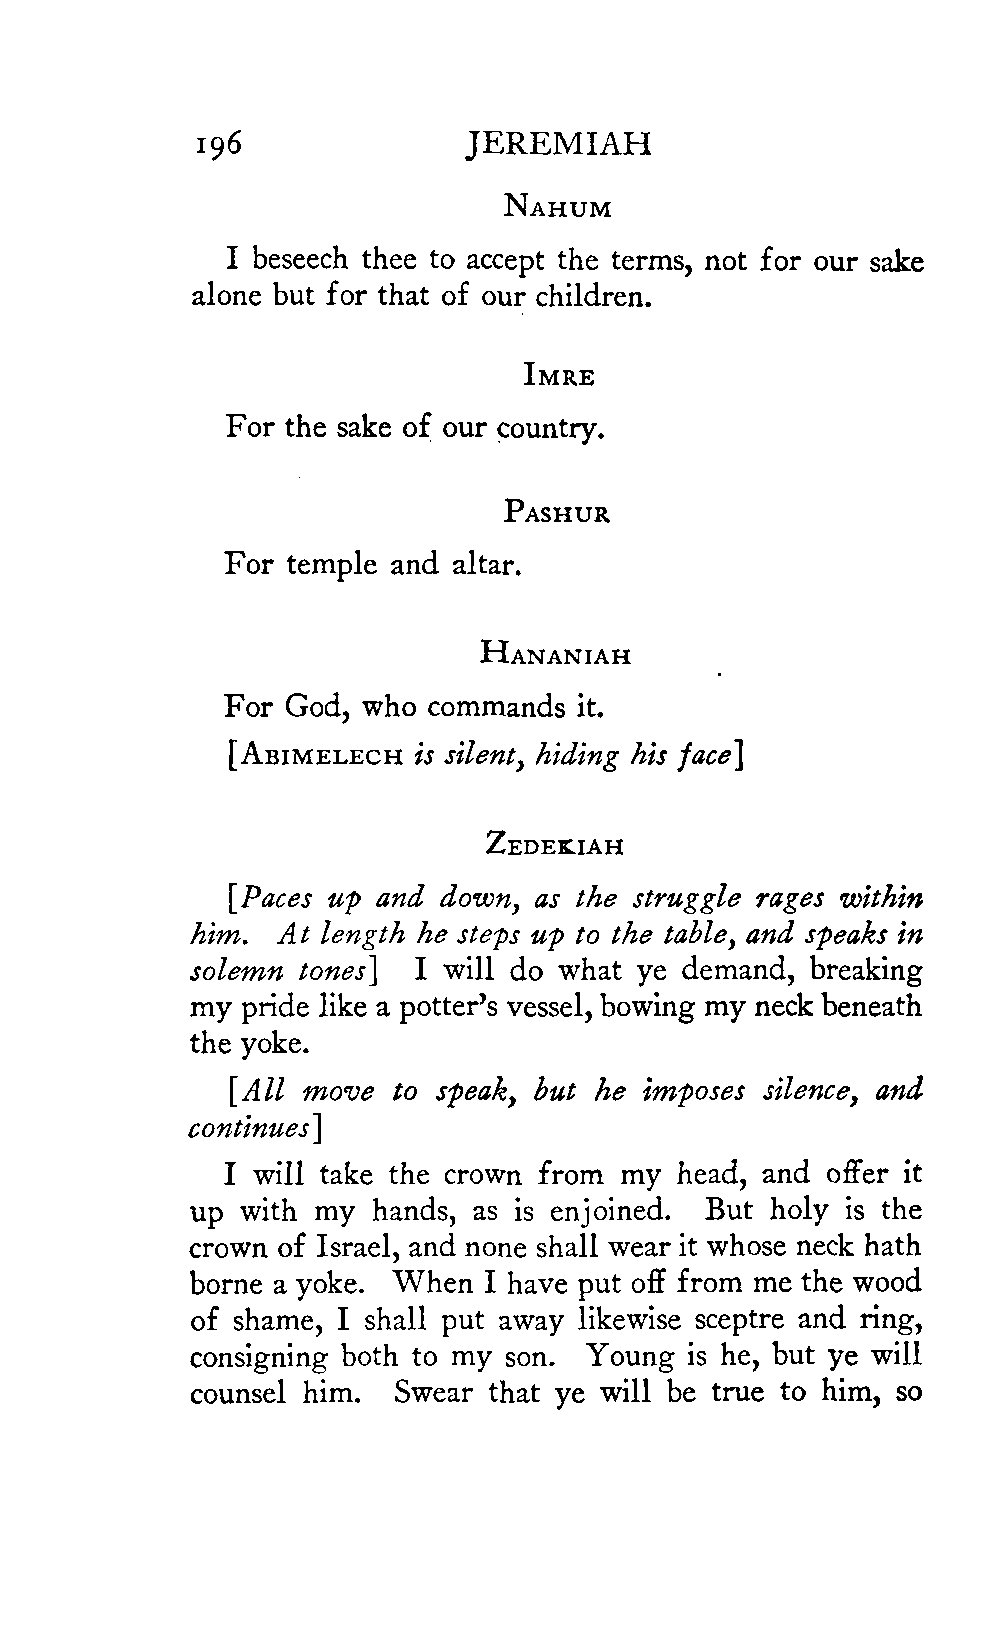 196 JEREMIAH
NAHUM
I beseech thee to accept the terms, not for our sake
alone but for that of our children.
IMRE
For the sake of our country.
PASHUR
For temple and altar.
HANANIAH
For God, who commands it.
[ABIMELECH is silent, hiding his face]
ZEDEKIAH
[Paces up and down, as the struggle rages within
him. At length he steps up to the table, and speaks in
solemn tones] I will do what ye demand, breaking
my pride like a potter's vessel, bowing my neck beneath
the yoke.
[All move to speak, but he imposes silence, and
continues]
I will take the crown from my head, and offer it
up with my hands, as is enjoined. But holy is the
crown of Israel, and none shall wear it whose neck hath
borne a yoke. When I have put off from me the wood
of shame, I shall put away likewise sceptre and ring,
consigning both to my son. Young is he, but ye will
counsel him. Swear that ye will be true to him, so